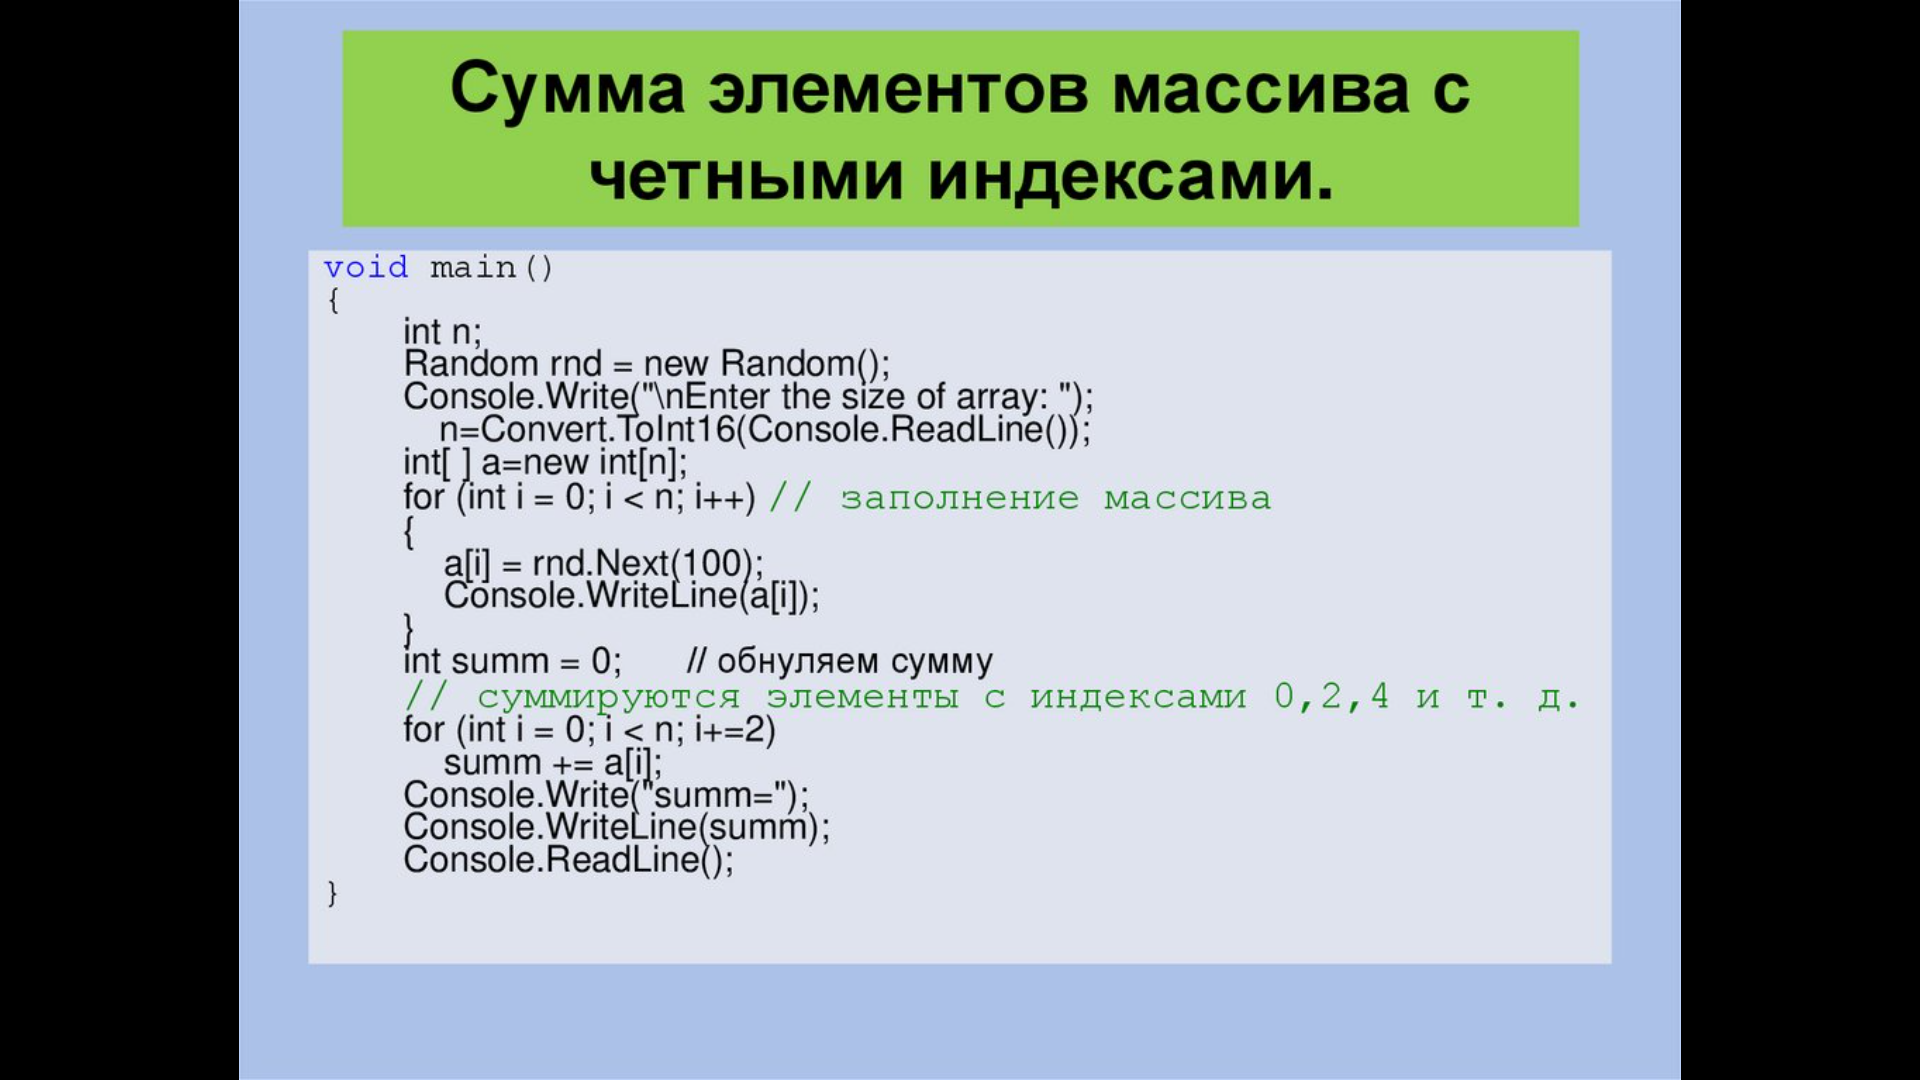 Сумма элементов массива с
четными индексами.
void main()
{
int n;
Random rnd = new Random();
Console.Write("\nEnter the size of array: ");
n=Convert.ToInt16(Console.ReadLine());
int[ ] a=new int[n];
for (int i = 0; i < n; i++) // заполнение массива
{
a[i] = rnd.Next(100);
Console.WriteLine(a[i]);
}
int summ = 0; // обнуляем сумму
// суммируются элементы с индексами 0,2,4 и т. д.
for (int i = 0; i < n; i+=2)
summ += a[i];
Console.Write("summ=");
Console.WriteLine(summ);
Console.ReadLine();
}